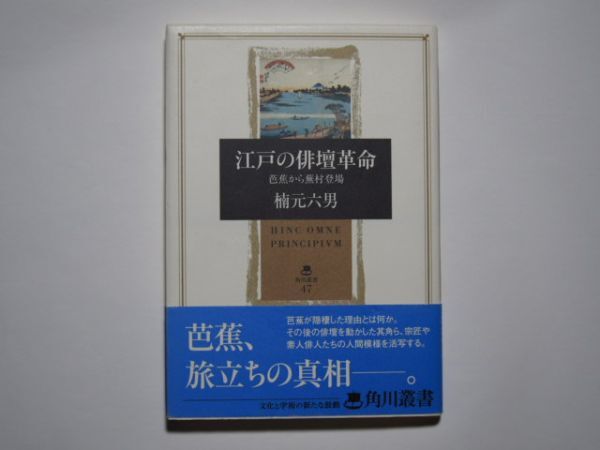 江戸の俳壇革命
芭蕉から蕪村登場
楠元六男
HINC OMNE
PRINCIPIVM
角川叢書
47
芭蕉が隠棲した理由とは何か。
その後の俳壇を動かした其角ら、宗匠や
素人俳人たちの人間模様を活写する。
芭蕉、
旅立ちの真相──。
文化と学術の新たな鼓動
角川叢書